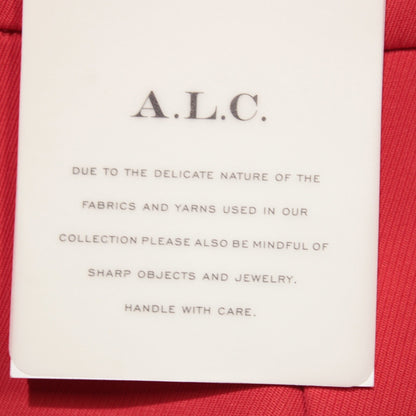 A.L.C.
DUE TO THE DELICATE NATURE OF THE
FABRICS AND YARNS USED IN OUR
COLLECTION PLEASE ALSO BE MINDFUL OF
SHARP OBJECTS AND JEWELRY.
HANDLE WITH CARE.